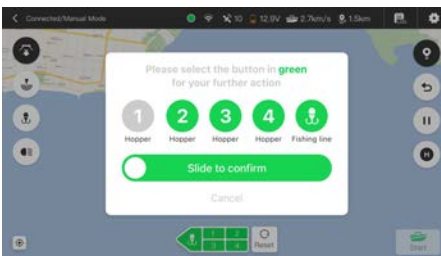 Connected/Manual Mode
10
12.0V
2.7km/s
1.5km
Please select the button in green
for your further action
1
2
3
4
Hopper
Hopper
Hopper
Hopper
Fishing line
Slide to confirm
Cancel
H
1 2
3 4
Reset
Start